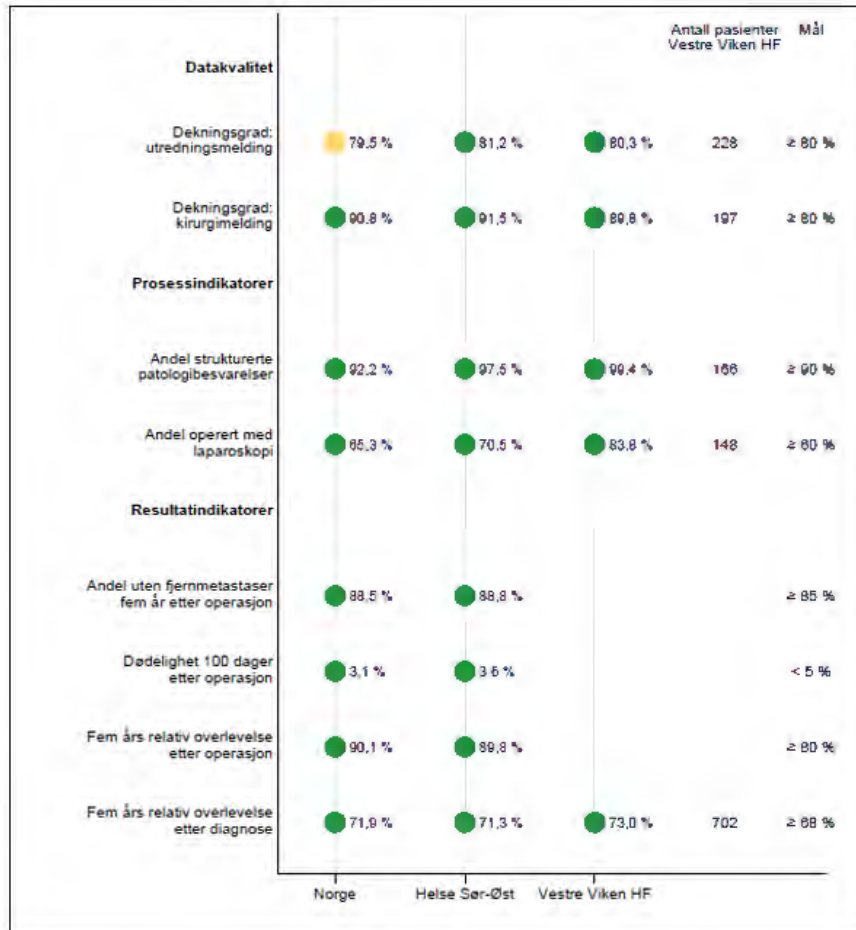 Antall pasienter Mål
Vestre Viken HF
Datakvalitet
Dekningsgrad:
utredningsmelding
79,5 % 81,2 % 80,3 % 228 ≥ 80 %
Dekningsgrad:
kirurgimelding
90,8 % 91,5 % 89,8 % 197 ≥ 80 %
Prosessindikatorer
Andel strukturerte
patologibesvarelser
92,2 % 97,5 % 99,4 % 166 ≥ 90 %
Andel operert med
laparoskopi
65,3 % 70,5 % 83,8 % 148 ≥ 60 %
Resultatindikatorer
Andel uten fjernmetastaser
fem år etter operasjon
88,5 % 88,8 % ≥ 85 %
Dødelighet 100 dager
etter operasjon
3,1 % 3,6 % < 5 %
Fem års relativ overlevelse
etter operasjon
90,1 % 89,8 % ≥ 80 %
Fem års relativ overlevelse
etter diagnose
71,9 % 71,3 % 73,0 % 702 ≥ 68 %
Norge Helse Sør-Øst Vestre Viken HF